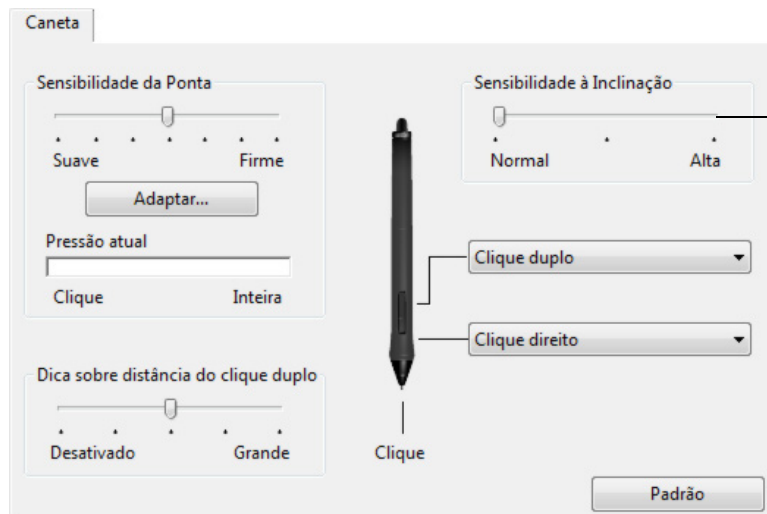 Caneta
Sensibilidade da Ponta
Suave Firme
Adaptar...
Pressão atual
Clique Inteira
Dica sobre distância do clique duplo
Desativado Grande
Sensibilidade à Inclinação
Normal Alta
Clique duplo
Clique direito
Clique
Padrão